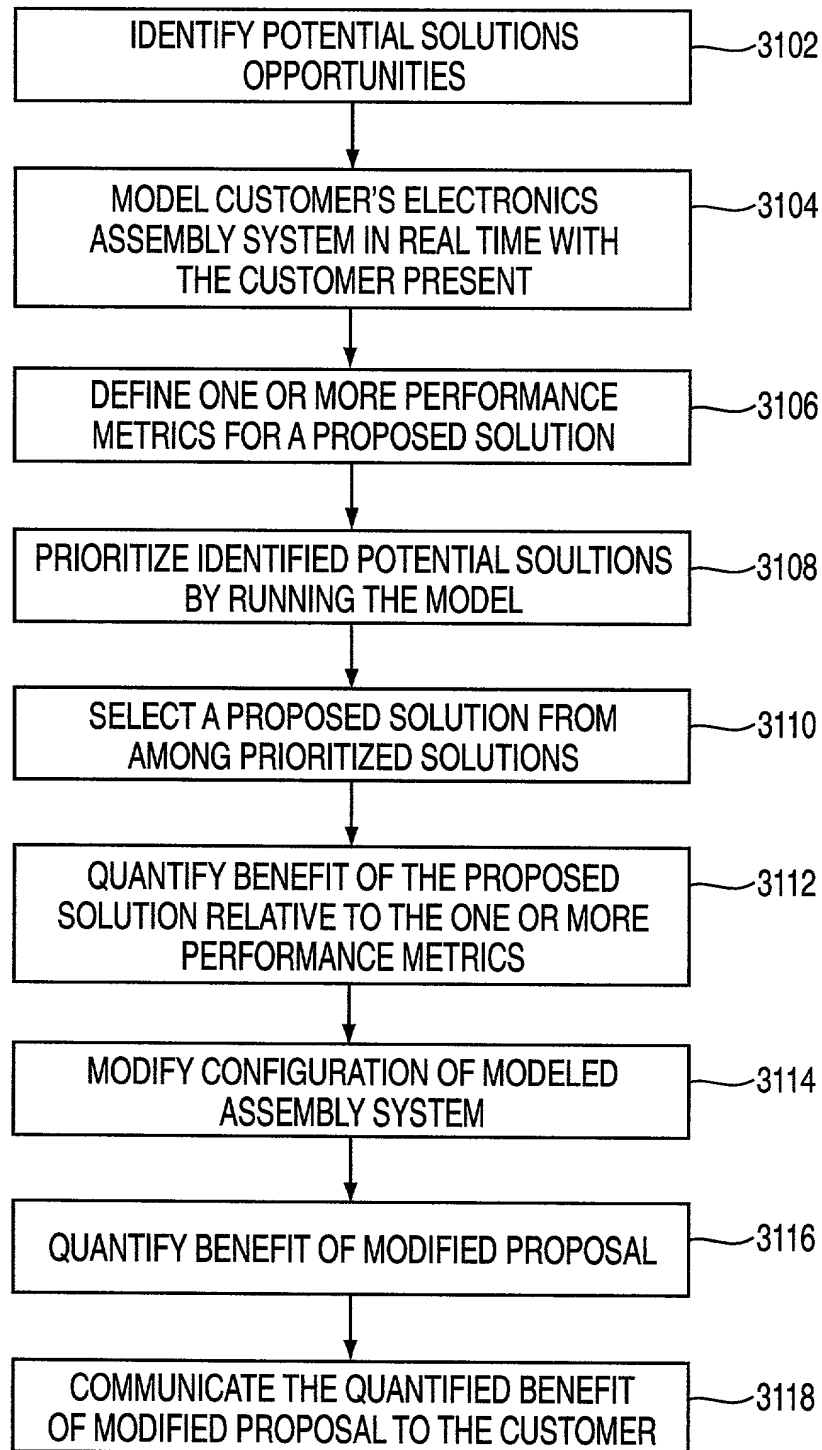 IDENTIFY POTENTIAL SOLUTIONS
OPPORTUNITIES
3102
MODEL CUSTOMER'S ELECTRONICS
ASSEMBLY SYSTEM IN REAL TIME WITH
THE CUSTOMER PRESENT
3104
DEFINE ONE OR MORE PERFORMANCE
METRICS FOR A PROPOSED SOLUTION
3106
PRIORITIZE IDENTIFIED POTENTIAL SOULTIONS
BY RUNNING THE MODEL
3108
SELECT A PROPOSED SOLUTION FROM
AMONG PRIORITIZED SOLUTIONS
3110
QUANTIFY BENEFIT OF THE PROPOSED
SOLUTION RELATIVE TO THE ONE OR MORE
PERFORMANCE METRICS
3112
MODIFY CONFIGURATION OF MODELED
ASSEMBLY SYSTEM
3114
QUANTIFY BENEFIT OF MODIFIED PROPOSAL
3116
COMMUNICATE THE QUANTIFIED BENEFIT
OF MODIFIED PROPOSAL TO THE CUSTOMER
3118